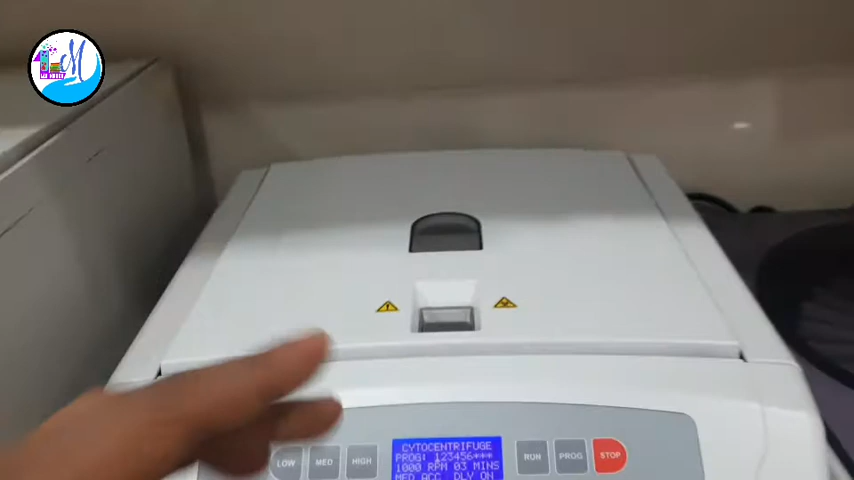 M
CYTOCENTRIFUGE
PROG: 123456***
1000 RPM 03 MINS
MED ACC DLY ON
LOW
MED
HIGH
RUN
PROG
STOP